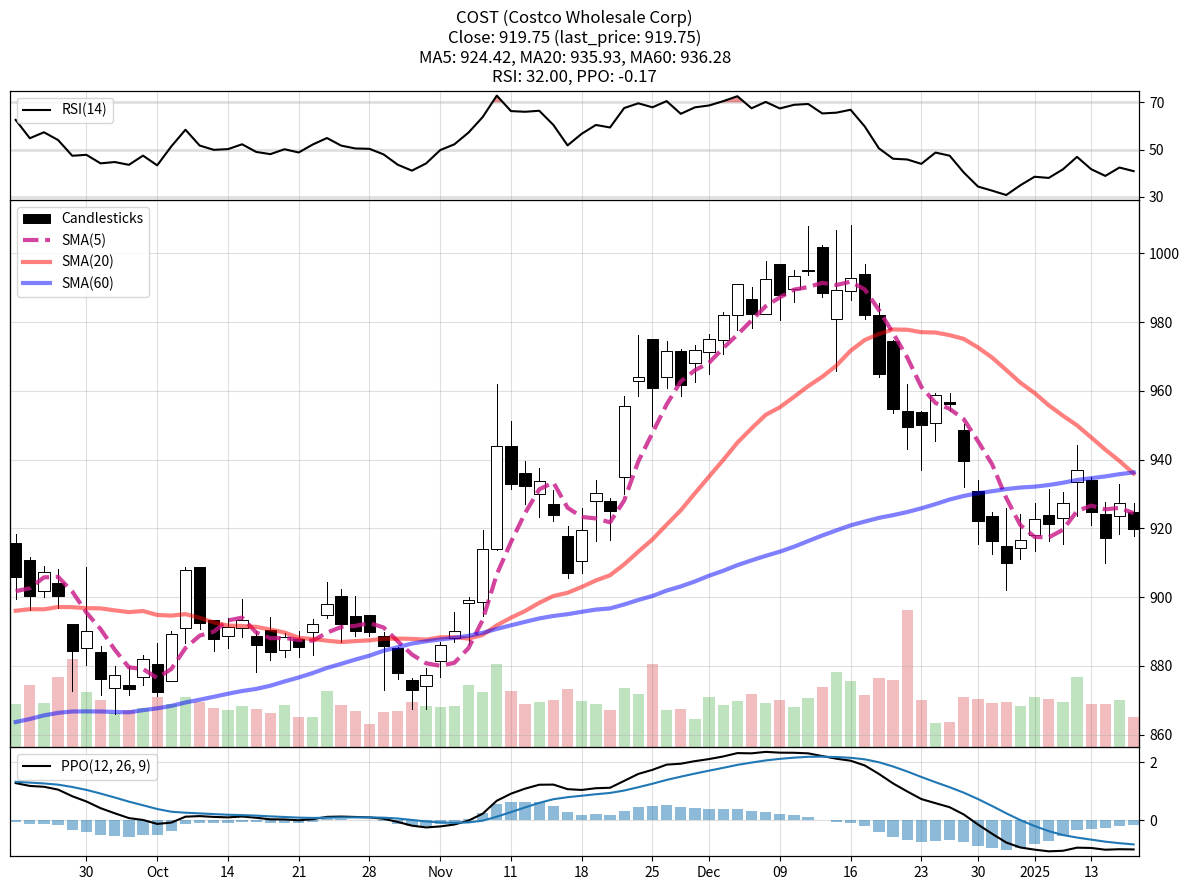 COST (Costco Wholesale Corp)
Close: 919.75 (last_price: 919.75)
MA5: 924.42, MA20: 935.93, MA60: 936.28
RSI: 32.00, PPO: -0.17
RSI(14)
70
50
30
Candlesticks
SMA(5)
SMA(20)
SMA(60)
1000
980
960
940
920
900
880
860
PPO(12, 26, 9)
2
0
30 Oct 14 21 28 Nov 11 18 25 Dec 09 16 23 30 2025 13